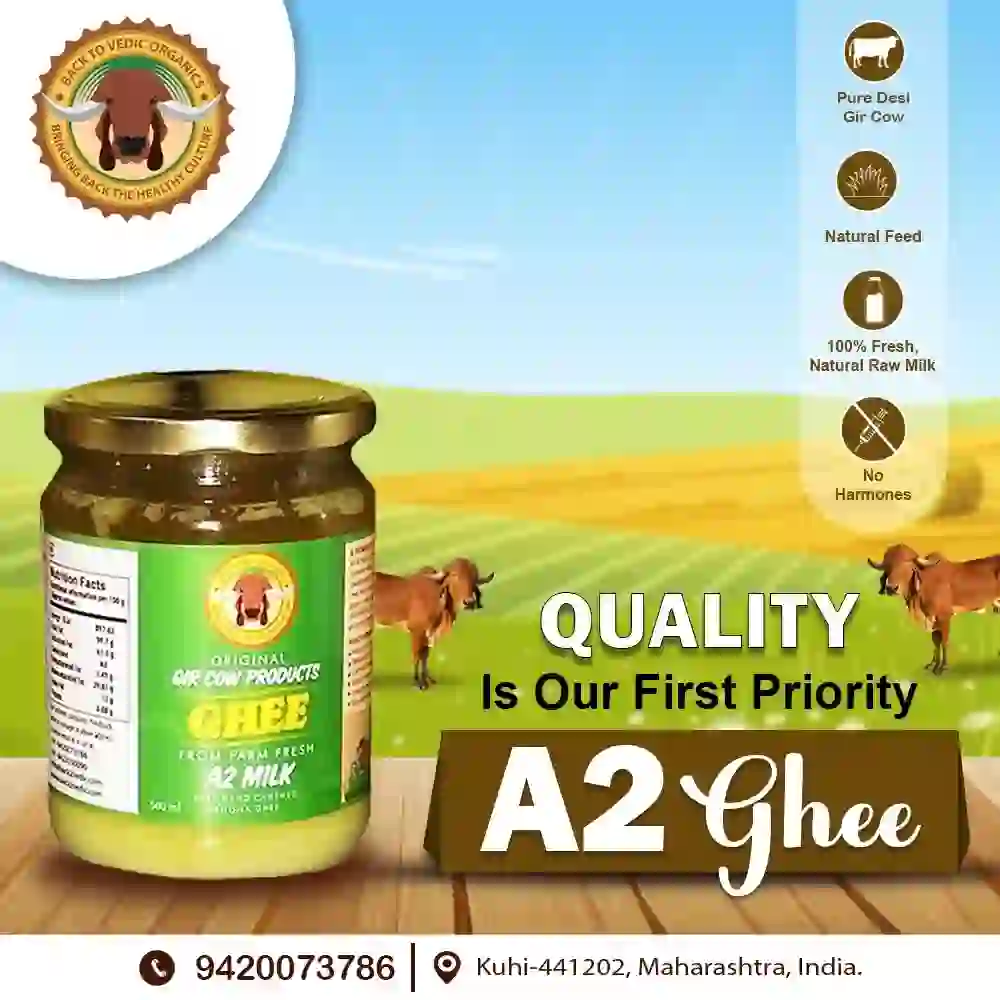 BACK TO VEDIC ORGANICS
BRINGING BACK THE HEALTHY CULTURE
Pure Desi
Gir Cow
Natural Feed
100% Fresh,
Natural Raw Milk
No
Harmones
Nutrition Facts
ORIGINAL
GIR COW PRODUCTS
GHEE
FROM FARM FRESH
A2 MILK
500 ml
QUALITY
Is Our First Priority
A2 Ghee
9420073786
Kuhi-441202, Maharashtra, India.